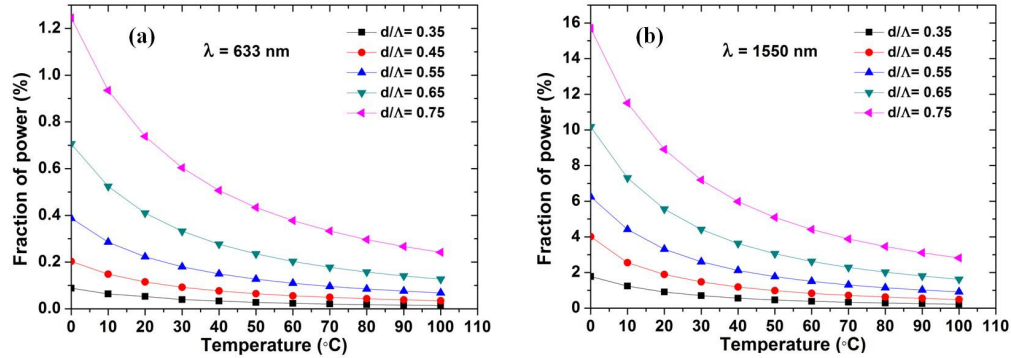 (a)
λ = 633 nm
d/Λ= 0.35
d/Λ= 0.45
d/Λ= 0.55
d/Λ= 0.65
d/Λ= 0.75
Fraction of power (%)
1.2
1.0
0.8
0.6
0.4
0.2
0.0
0 10 20 30 40 50 60 70 80 90 100 110
Temperature (◦C)
(b)
λ = 1550 nm
d/Λ= 0.35
d/Λ= 0.45
d/Λ= 0.55
d/Λ= 0.65
d/Λ= 0.75
Fraction of power (%)
16
14
12
10
8
6
4
2
0
0 10 20 30 40 50 60 70 80 90 100 110
Temperature (◦C)